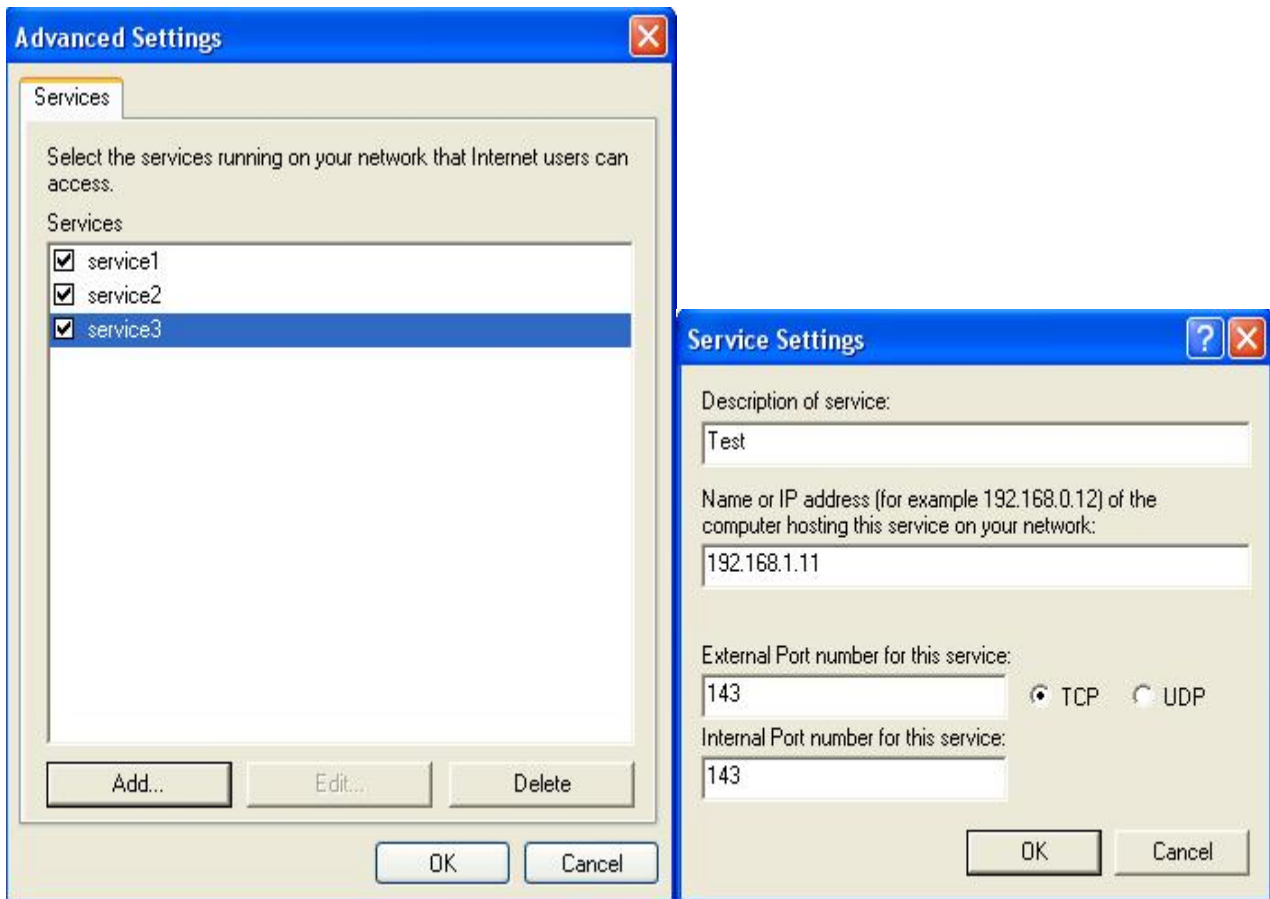 Advanced Settings
Services
Select the services running on your network that Internet users can
access.
Services
service1
service2
service3
Add...
Edit...
Delete
OK
Cancel
Service Settings
?
Description of service:
Test
Name or IP address (for example 192.168.0.12) of the
computer hosting this service on your network:
192.168.1.11
External Port number for this service:
143
TCP
UDP
Internal Port number for this service:
143
OK
Cancel